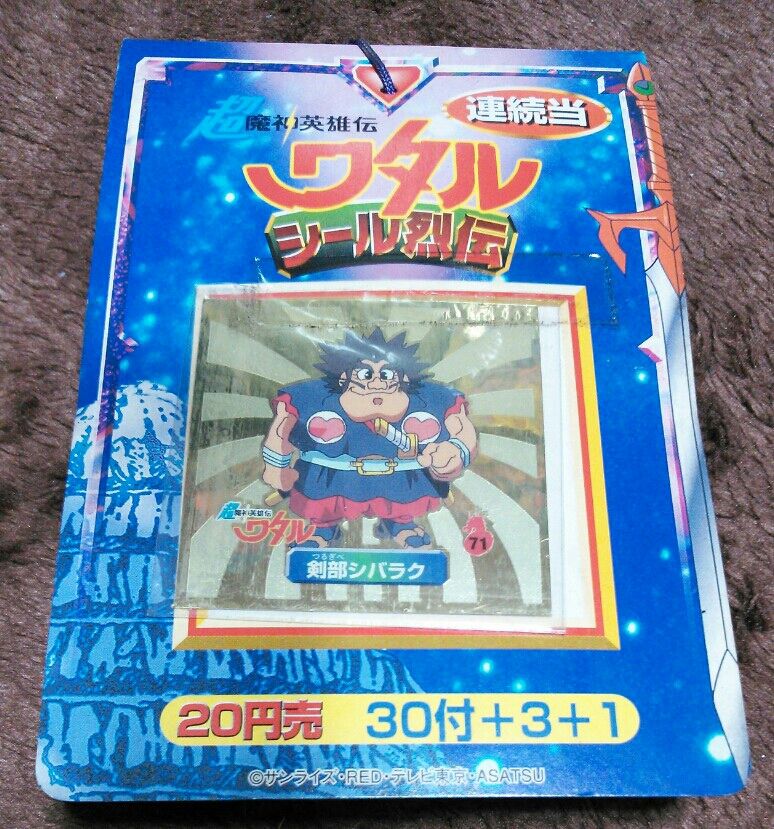 超魔神英雄伝
連続当
ワタル
シール烈伝
超魔神英雄伝
ワタル
71
つるぎべ
剣部シバラク
20円売 30付+3+1
©サンライズ・RED・テレビ東京・ASATSU